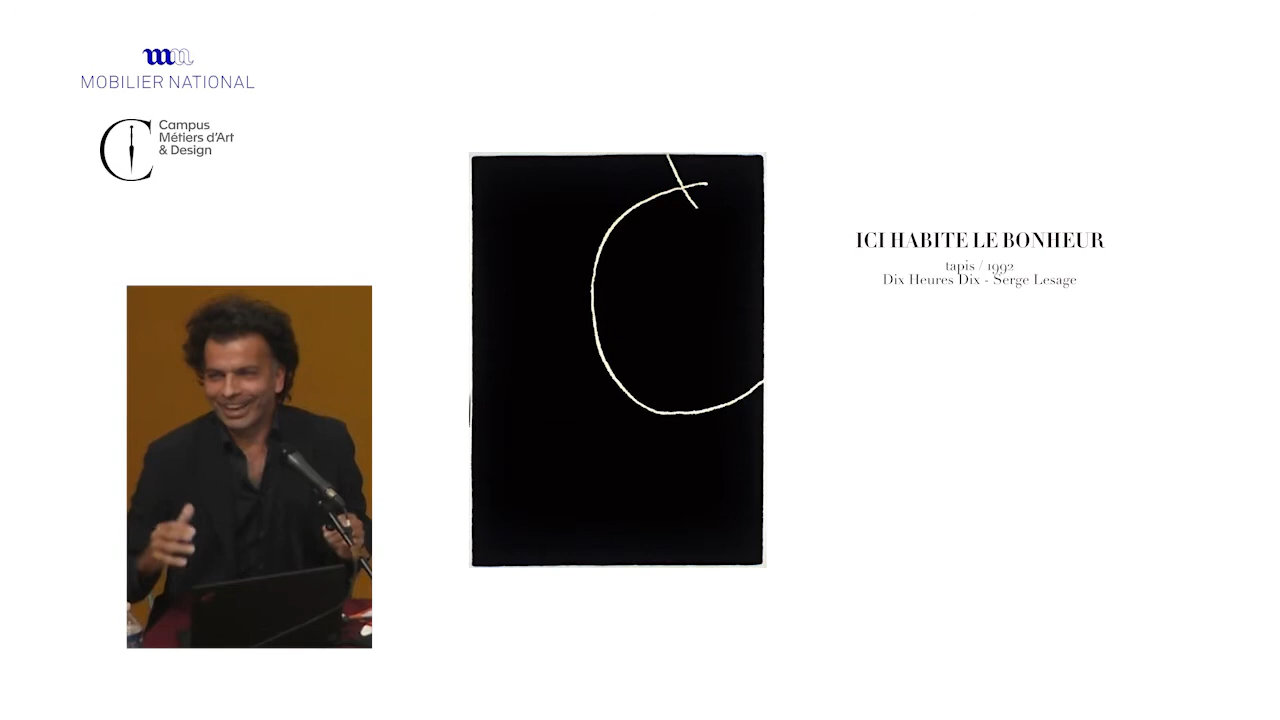 MOBILIER NATIONAL
Campus
Métiers d'Art
& Design
ICI HABITE LE BONHEUR
tapis / 1992
Dix Heures Dix - Serge Lesage